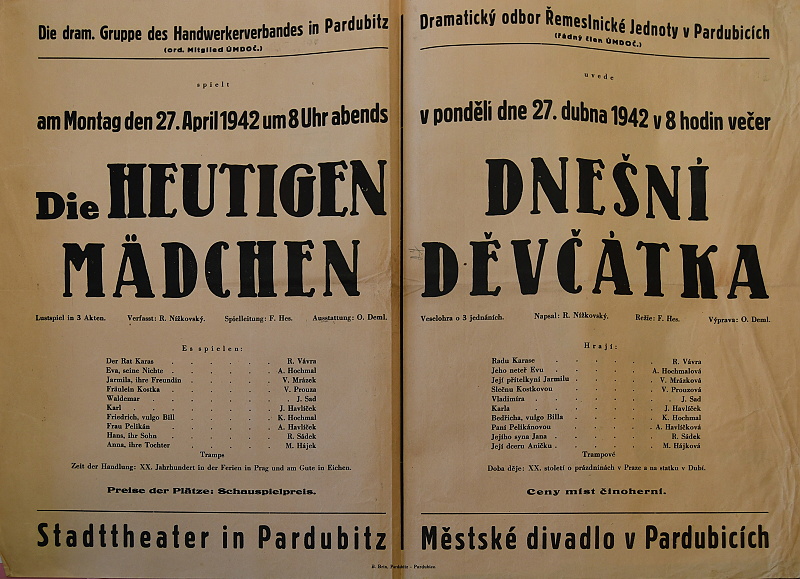 Die dram. Gruppe des Handwerkerverbandes in Pardubitz
(ord. Mitglied ÚMDOČ.)
spielt
am Montag den 27. April 1942 um 8 Uhr abends
Die HEUTIGEN
MÄDCHEN
Lustspiel in 3 Akten. Verfasst: R. Nížkovský. Spielleitung: F. Hes. Ausstattung: O. Deml.
Es spielen:
Der Rat Karas . . . . . . R. Vávra
Eva, seine Nichte . . . . . . A. Hochmal
Jarmila, ihre Freundin . . . . . . V. Mrázek
Fräulein Kostka . . . . . . V. Prouza
Waldemar . . . . . . J. Sad
Karl . . . . . . J. Havlíček
Friedrich, vulgo Bill . . . . . . K. Hochmal
Frau Pelikán . . . . . . A. Havlíček
Hans, ihr Sohn . . . . . . R. Sádek
Anna, ihre Tochter . . . . . . M. Hájek
Tramps
Zeit der Handlung: XX. Jahrhundert in der Ferien in Prag und am Gute in Eichen.
Preise der Plätze: Schauspielpreis.
Stadttheater in Pardubitz
Dramatický odbor Řemeslnické Jednoty v Pardubicích
(řádný člen ÚMDOČ.)
uvede
v pondělí dne 27. dubna 1942 v 8 hodin večer
DNEŠNÍ
DĚVČÁTKA
Veselohra o 3 jednáních. Napsal: R. Nížkovský. Režie: F. Hes. Výprava: O. Deml.
Hrají:
Radu Karase . . . . . . R. Vávra
Jeho neteř Evu . . . . . . A. Hochmalová
Její přítelkyni Jarmilu . . . . . . V. Mrázková
Slečnu Kostkovou . . . . . . V. Prouzová
Vladimíra . . . . . . J. Sad
Karla . . . . . . J. Havlíček
Bedřicha, vulgo Billa . . . . . . K. Hochmal
Paní Pelikánovou . . . . . . A. Havlíčková
Jejího syna Jana . . . . . . R. Sádek
Její dceru Aničku . . . . . . M. Hájková
Trampové
Doba děje: XX. století o prázdninách v Praze a na statku v Dubí.
Ceny míst činoherní.
Městské divadlo v Pardubicích
Pardubitz - Pardubice